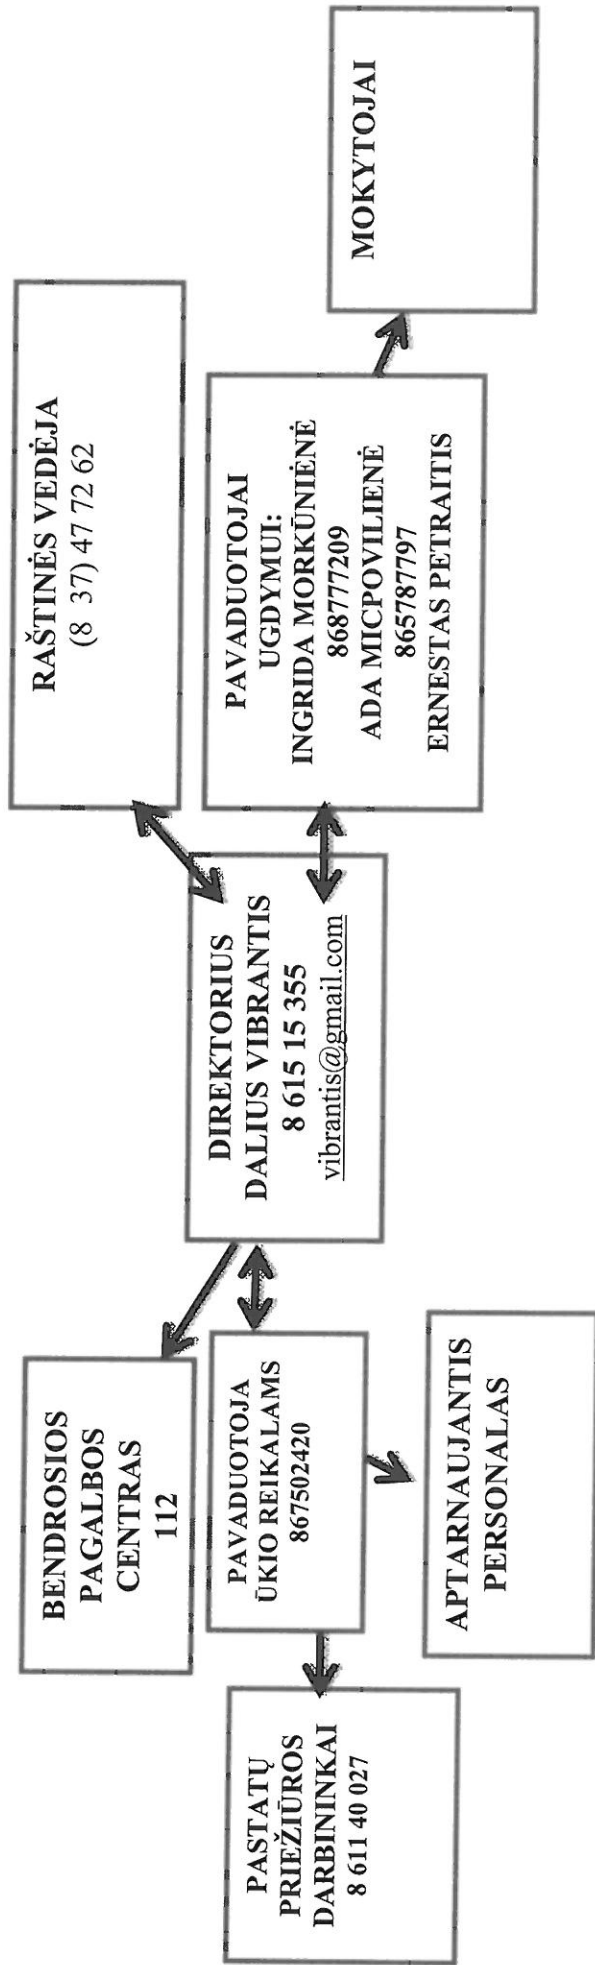 BENDROSIOS
PAGALBOS
CENTRAS
112
RAŠTINĖS VEDĖJA
(8 37) 47 72 62
DIREKTORIUS
DALIUS VIBRANTIS
8 615 15 355
vibrantis@gmail.com
PASTATŲ
PRIEŽIŪROS
DARBININKAI
8 611 40 027
PAVADUOTOJA
ŪKIO REIKALAMS
867502420
PAVADUOTOJAI
UGDYMUI:
INGRIDA MORKŪNIENĖ
868777209
ADA MICPOVILIENĖ
865787797
ERNESTAS PETRAITIS
MOKYTOJAI
APTARNAUJANTIS
PERSONALAS